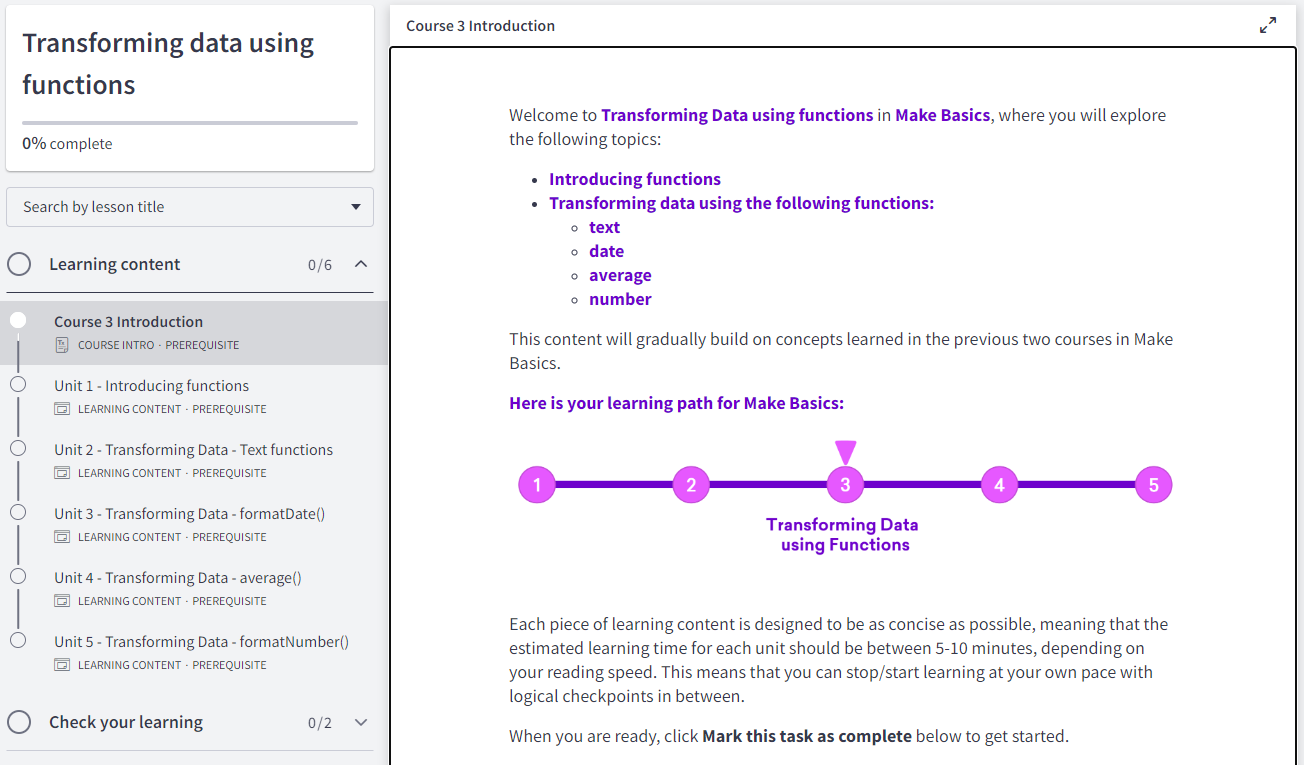 Transforming data using
functions
0% complete
Search by lesson title
Learning content 0/6
Course 3 Introduction
COURSE INTRO · PREREQUISITE
Unit 1 - Introducing functions
LEARNING CONTENT · PREREQUISITE
Unit 2 - Transforming Data - Text functions
LEARNING CONTENT · PREREQUISITE
Unit 3 - Transforming Data - formatDate()
LEARNING CONTENT · PREREQUISITE
Unit 4 - Transforming Data - average()
LEARNING CONTENT · PREREQUISITE
Unit 5 - Transforming Data - formatNumber()
LEARNING CONTENT · PREREQUISITE
Check your learning 0/2
Course 3 Introduction
Welcome to Transforming Data using functions in Make Basics, where you will explore
the following topics:
• Introducing functions
• Transforming data using the following functions:
◦ text
◦ date
◦ average
◦ number
This content will gradually build on concepts learned in the previous two courses in Make
Basics.
Here is your learning path for Make Basics:
1 2 3 4 5
Transforming Data
using Functions
Each piece of learning content is designed to be as concise as possible, meaning that the
estimated learning time for each unit should be between 5-10 minutes, depending on
your reading speed. This means that you can stop/start learning at your own pace with
logical checkpoints in between.
When you are ready, click Mark this task as complete below to get started.